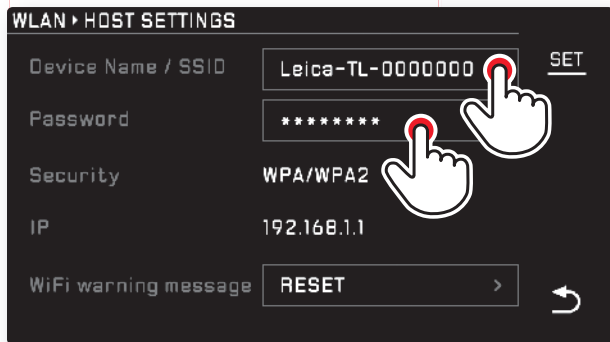 WLAN ▸ HOST SETTINGS
Device Name / SSID Leica-TL-0000000 SET
Password ********
Security WPA/WPA2
IP 192.168.1.1
WiFi warning message RESET >